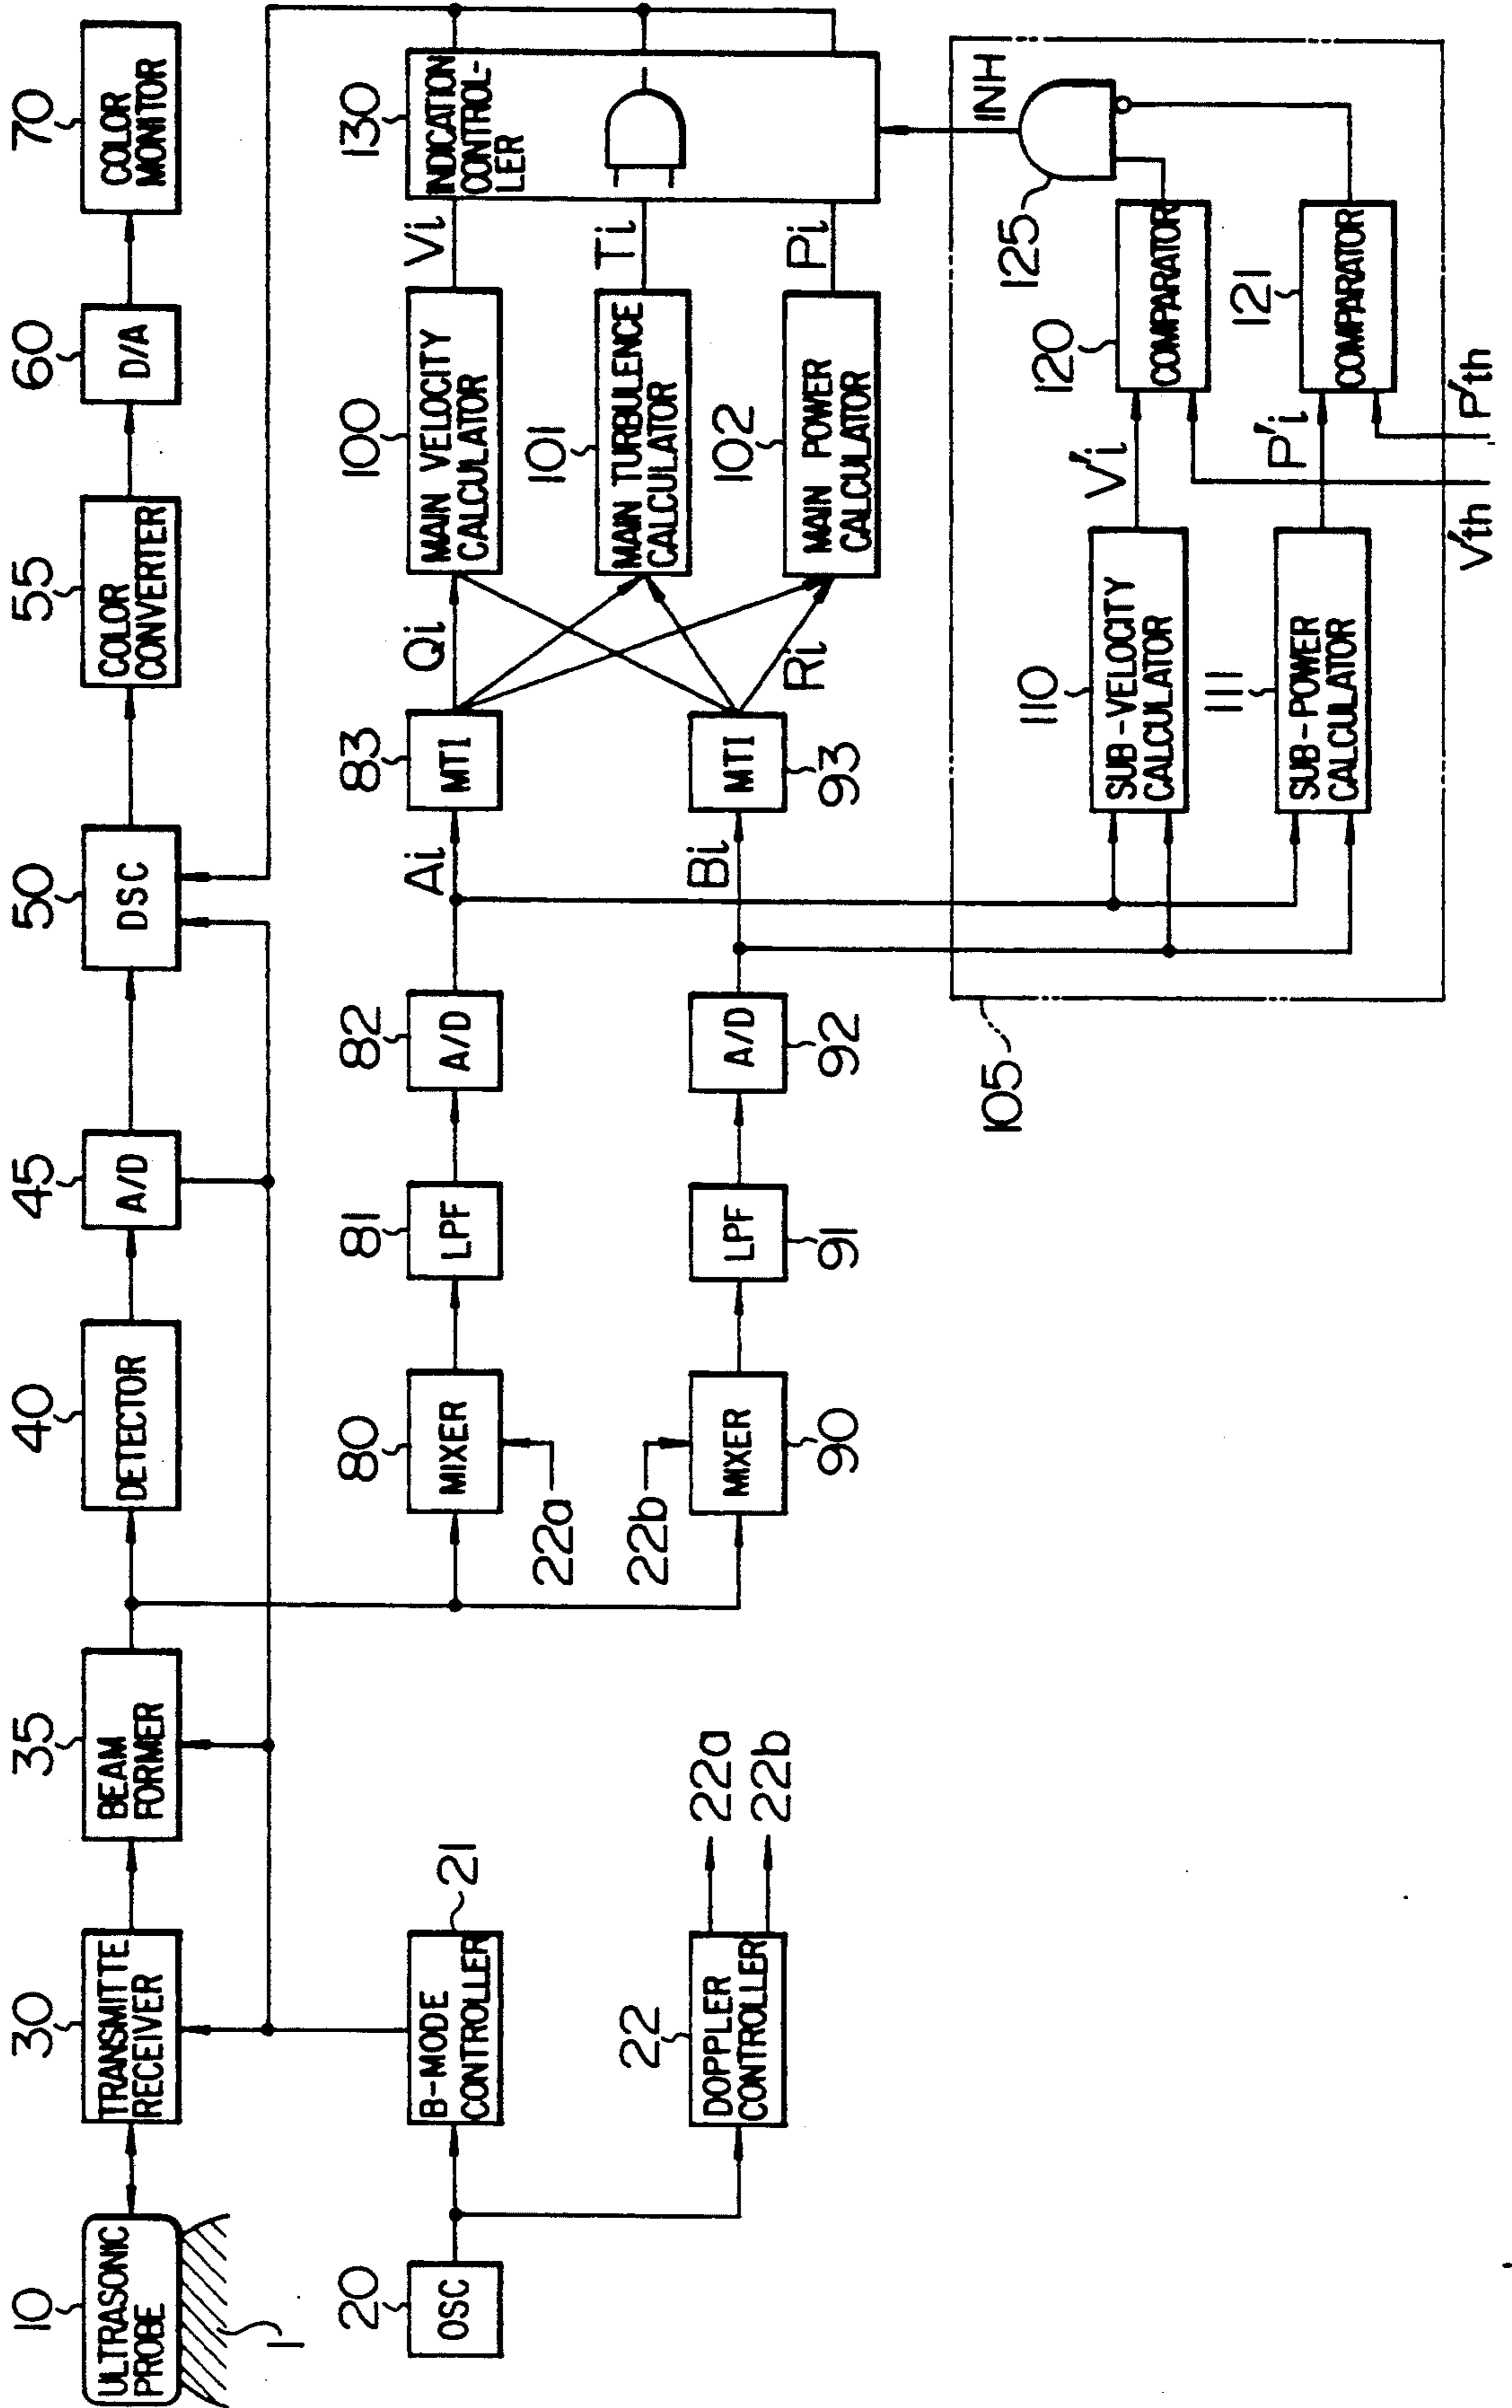 10
ULTRASONIC
PROBE
1
30
TRANSMITTE
RECEIVER
35
BEAM
FORMER
40
DETECTOR
45
A/D
50
DSC
55
COLOR
CONVERTER
60
D/A
70
COLOR
MONITOR
20
OSC
B-MODE
CONTROLLER
21
22
DOPPLER
CONTROLLER
22a
22b
80
MIXER
22a
81
LPF
82
A/D
Ai
83
MTI
Qi
100
MAIN VELOCITY
CALCULATOR
Vi
130
INDICATION
CONTROL-
LER
101
MAIN TURBULENCE
CALCULATOR
Ti
102
MAIN POWER
CALCULATOR
Pi
22b
MIXER
90
LPF
91
A/D
92
Bi
MTI
93
Ri
105
110
SUB-VELOCITY
CALCULATOR
V'i
120
COMPARATOR
125
INH
111
SUB-POWER
CALCULATOR
P'i
121
COMPARATOR
V'th
P'th